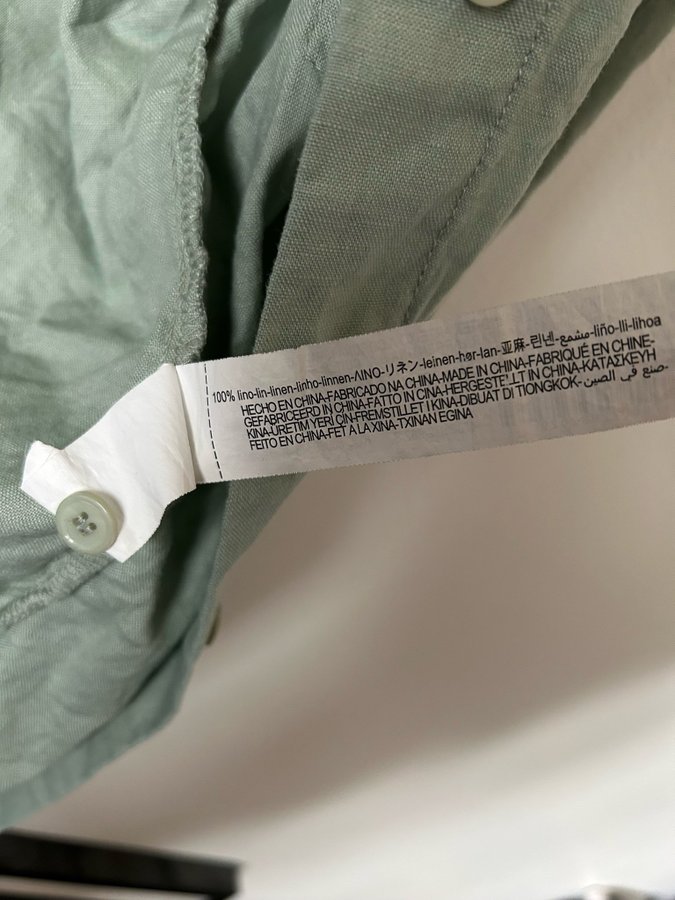 100% lino-lin-linen-linho-linnen-ΛΙΝΟ-リネン-leinen-hør-lan-亚麻-린넨-مشمع-liño-lli-lihoa
HECHO EN CHINA-FABRICADO NA CHINA-MADE IN CHINA-FABRIQUÉ EN CHINE-
GEFABRICEERD IN CHINA-FATTO IN CINA-HERGESTE'LT IN CHINA-ΚΑΤΑΣΚΕΥΗ
KINA-ÜRETIM YERİ ÇIN-FREMSTILLET I KINA-DIBUAT DI TIONGKOK-صنع في الصين-
FEITO EN CHINA-FET A LA XINA-TXINAN EGINA